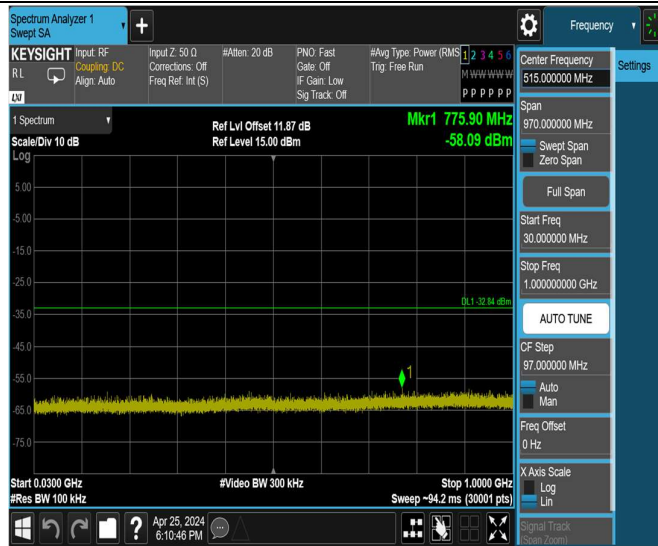 Spectrum Analyzer 1
Swept SA
+
Frequency
KEYSIGHT
RL
LXI
Input: RF
Coupling: DC
Align: Auto
Input Z: 50 Ω
Corrections: Off
Freq Ref: Int (S)
#Atten: 20 dB
PNO: Fast
Gate: Off
IF Gain: Low
Sig Track: Off
#Avg Type: Power (RMS
Trig: Free Run
1 2 3 4 5 6
M W W W W W
P P P P P P
1 Spectrum
Scale/Div 10 dB
Log
Ref Lvl Offset 11.87 dB
Ref Level 15.00 dBm
Mkr1 775.90 MHz
-58.09 dBm
5.00
-5.00
-15.0
-25.0
-35.0
-45.0
-55.0
-65.0
-75.0
DL1 -32.84 dBm
1
Start 0.0300 GHz
#Res BW 100 kHz
#Video BW 300 kHz
Stop 1.0000 GHz
Sweep ~94.2 ms (30001 pts)
?
Apr 25, 2024
6:10:46 PM
Center Frequency
515.000000 MHz
Span
970.000000 MHz
Swept Span
Zero Span
Full Span
Start Freq
30.000000 MHz
Stop Freq
1.000000000 GHz
AUTO TUNE
CF Step
97.000000 MHz
Auto
Man
Freq Offset
0 Hz
X Axis Scale
Log
Lin
Signal Track
(Span Zoom)
Settings